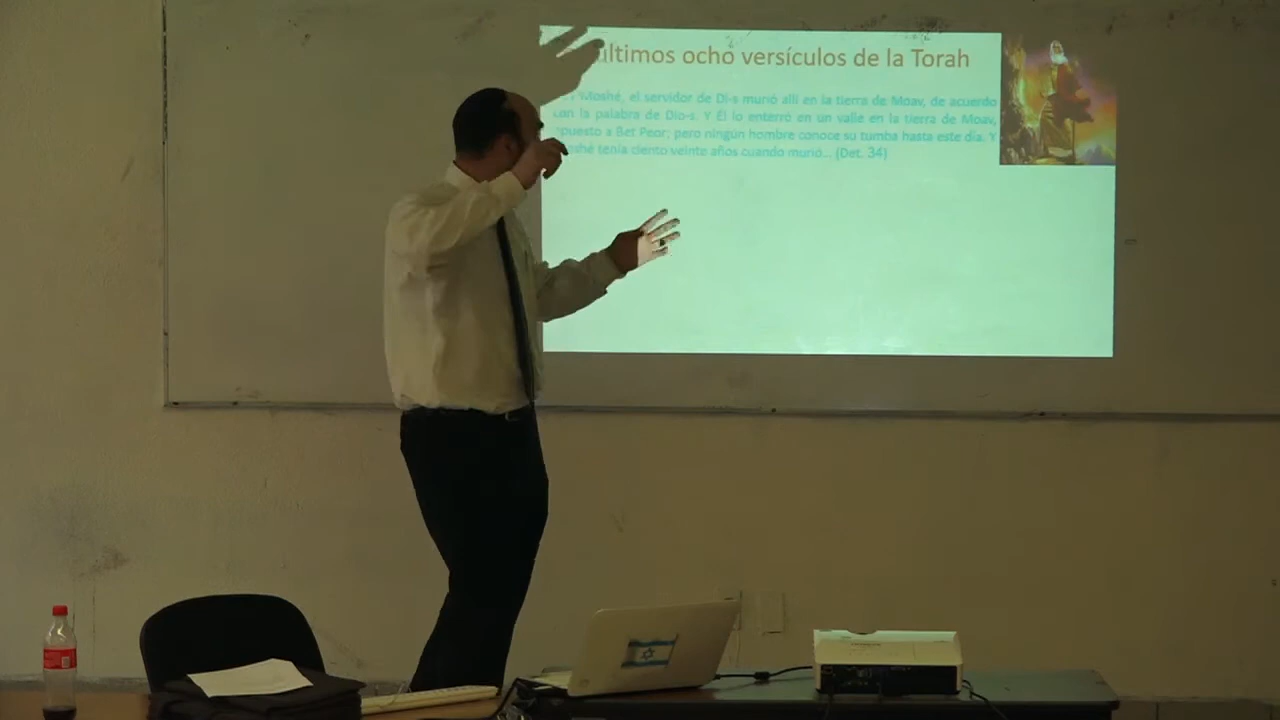 últimos ocho versículos de la Torah
Moshé, el servidor de Di-s murió allí en la tierra de Moav, de acuerdo
con la palabra de Dio-s. Y Él lo enterró en un valle en la tierra de Moav,
opuesto a Bet Peor; pero ningún hombre conoce su tumba hasta este día. Y
Moshé tenía ciento veinte años cuando murió... (Det. 34)